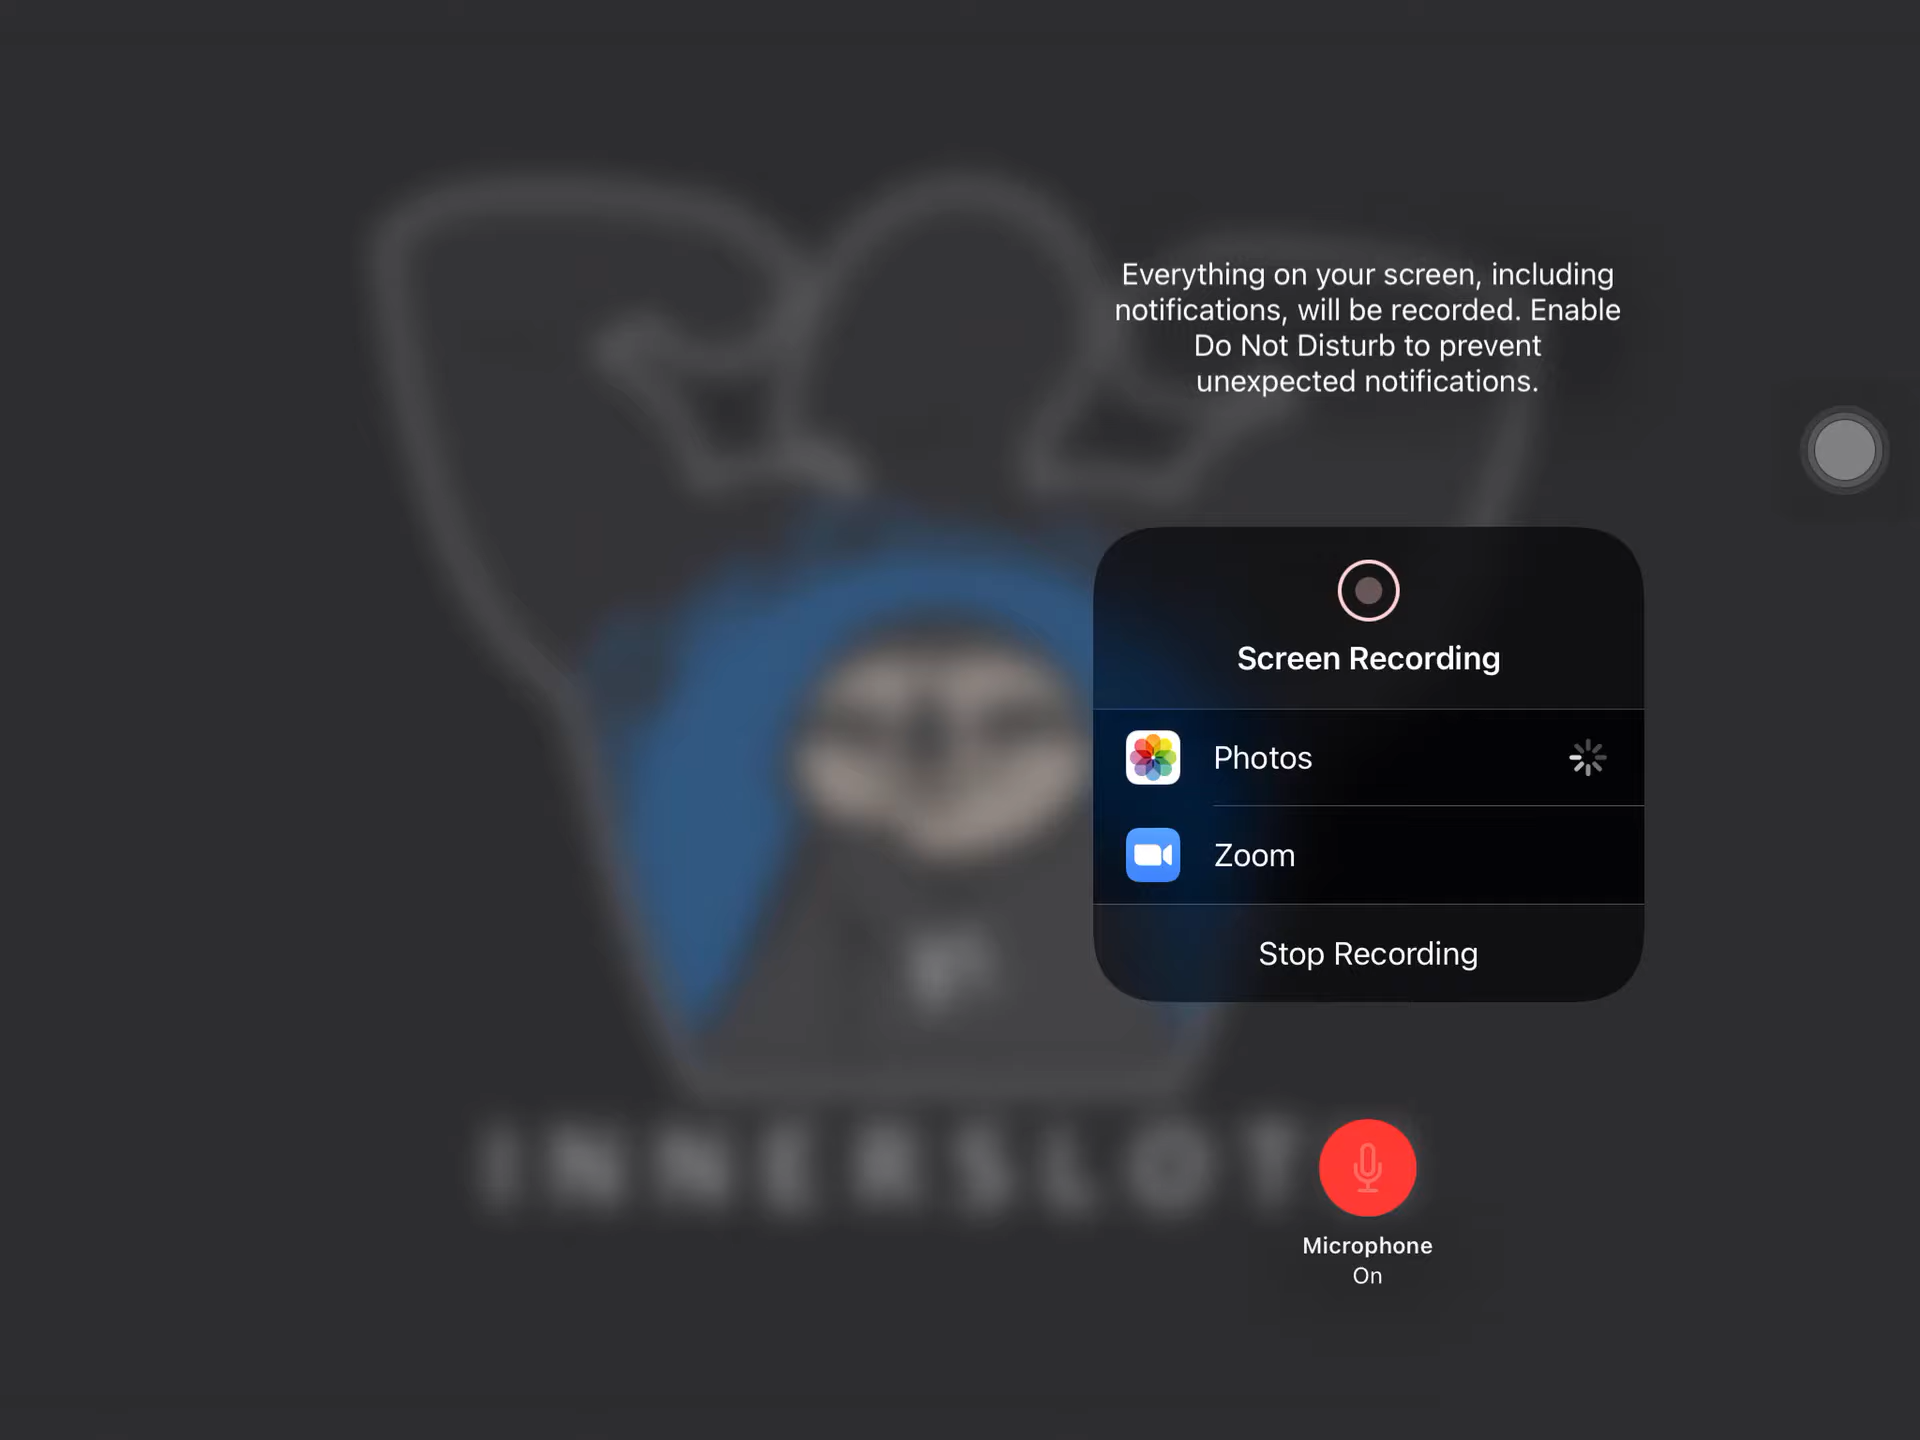 Everything on your screen, including
notifications, will be recorded. Enable
Do Not Disturb to prevent
unexpected notifications.
Screen Recording
Photos
Zoom
Stop Recording
INNERSLOT
Microphone
On